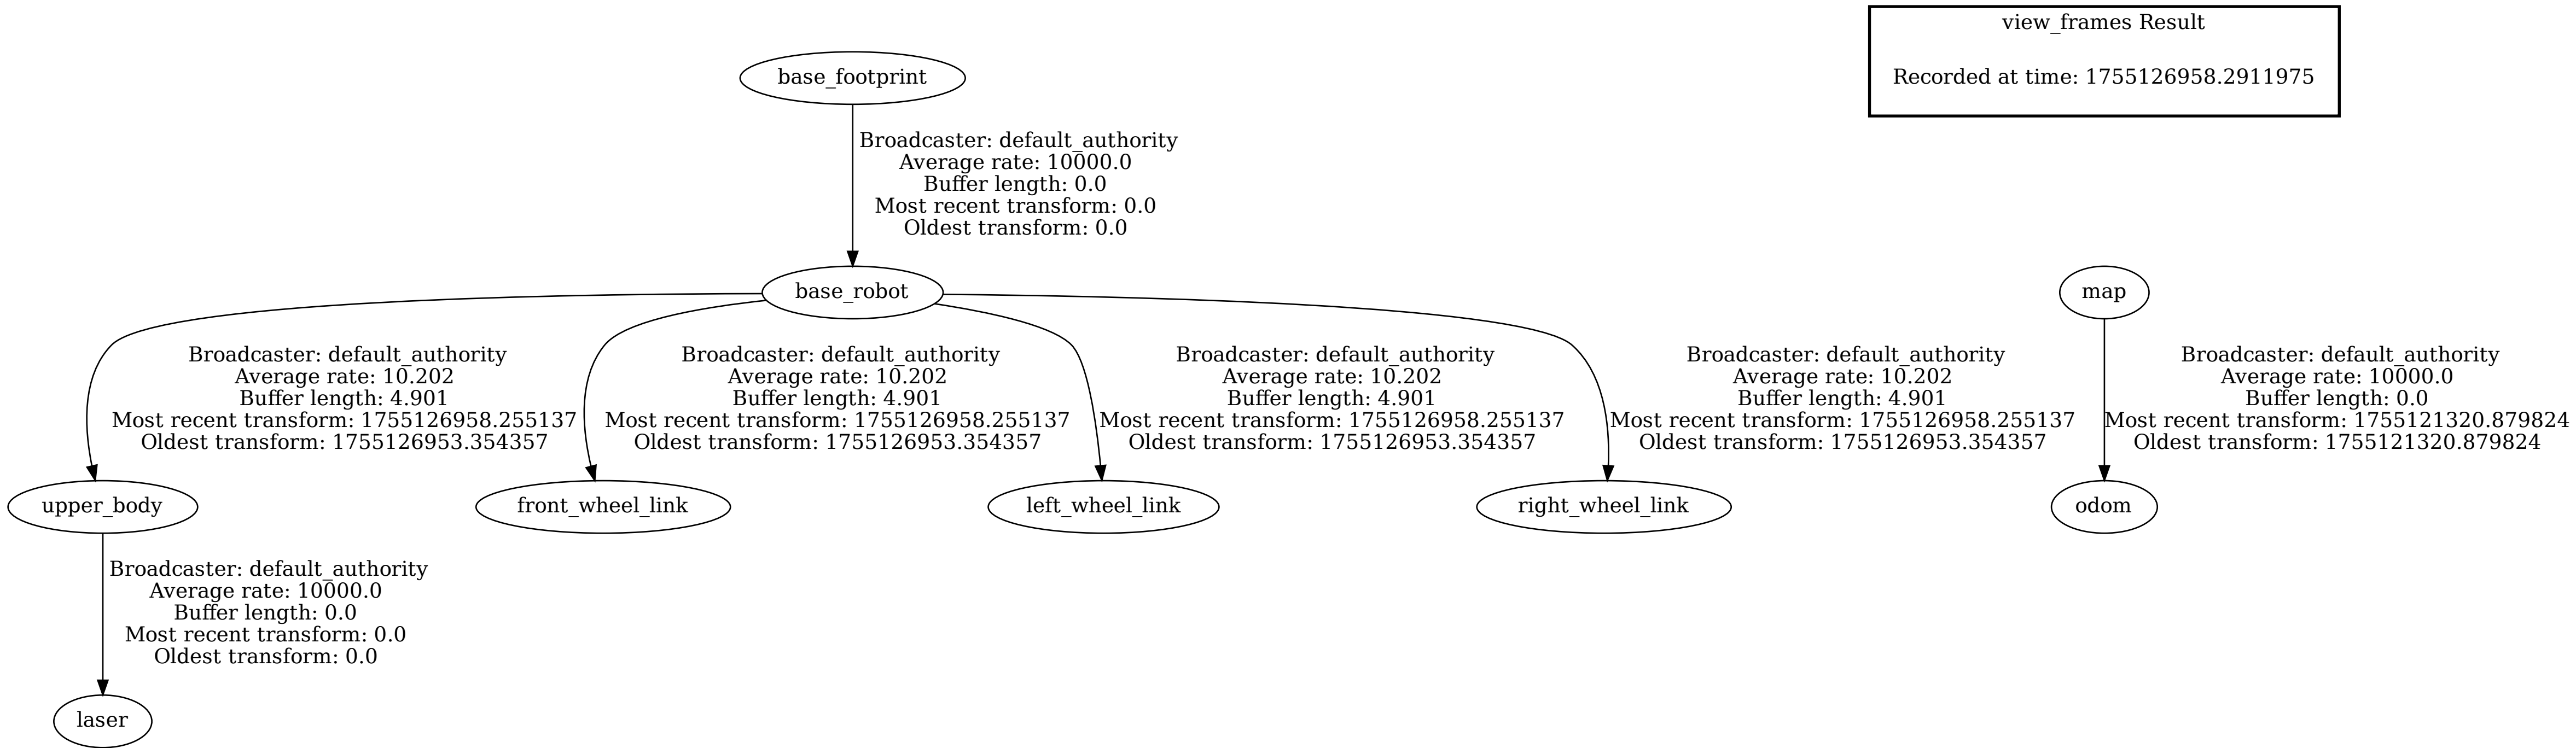 view_frames Result
Recorded at time: 1755126958.2911975
base_footprint
Broadcaster: default_authority
Average rate: 10000.0
Buffer length: 0.0
Most recent transform: 0.0
Oldest transform: 0.0
base_robot
map
Broadcaster: default_authority
Average rate: 10.202
Buffer length: 4.901
Most recent transform: 1755126958.255137
Oldest transform: 1755126953.354357
Broadcaster: default_authority
Average rate: 10.202
Buffer length: 4.901
Most recent transform: 1755126958.255137
Oldest transform: 1755126953.354357
Broadcaster: default_authority
Average rate: 10.202
Buffer length: 4.901
Most recent transform: 1755126958.255137
Oldest transform: 1755126953.354357
Broadcaster: default_authority
Average rate: 10.202
Buffer length: 4.901
Most recent transform: 1755126958.255137
Oldest transform: 1755126953.354357
Broadcaster: default_authority
Average rate: 10000.0
Buffer length: 0.0
Most recent transform: 1755121320.879824
Oldest transform: 1755121320.879824
upper_body
front_wheel_link
left_wheel_link
right_wheel_link
odom
Broadcaster: default_authority
Average rate: 10000.0
Buffer length: 0.0
Most recent transform: 0.0
Oldest transform: 0.0
laser